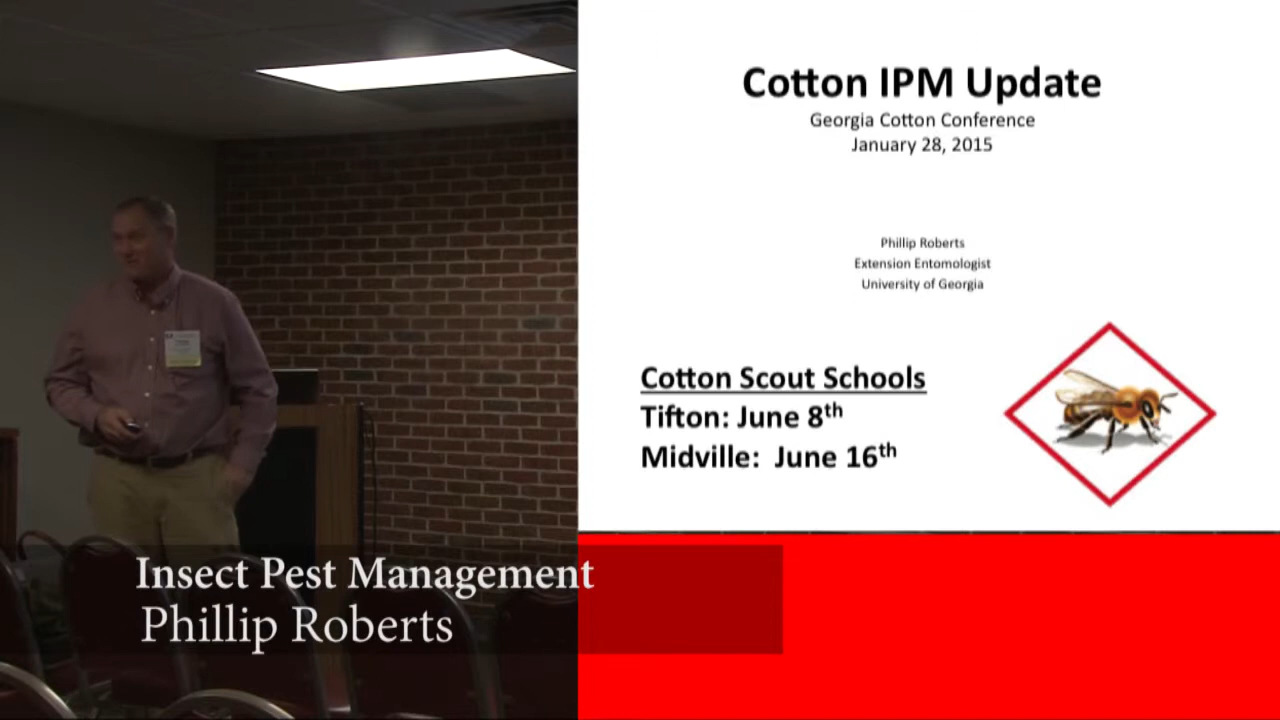 Cotton IPM Update
Georgia Cotton Conference
January 28, 2015
Phillip Roberts
Extension Entomologist
University of Georgia
Cotton Scout Schools
Tifton: June 8th
Midville: June 16th
Insect Pest Management
Phillip Roberts